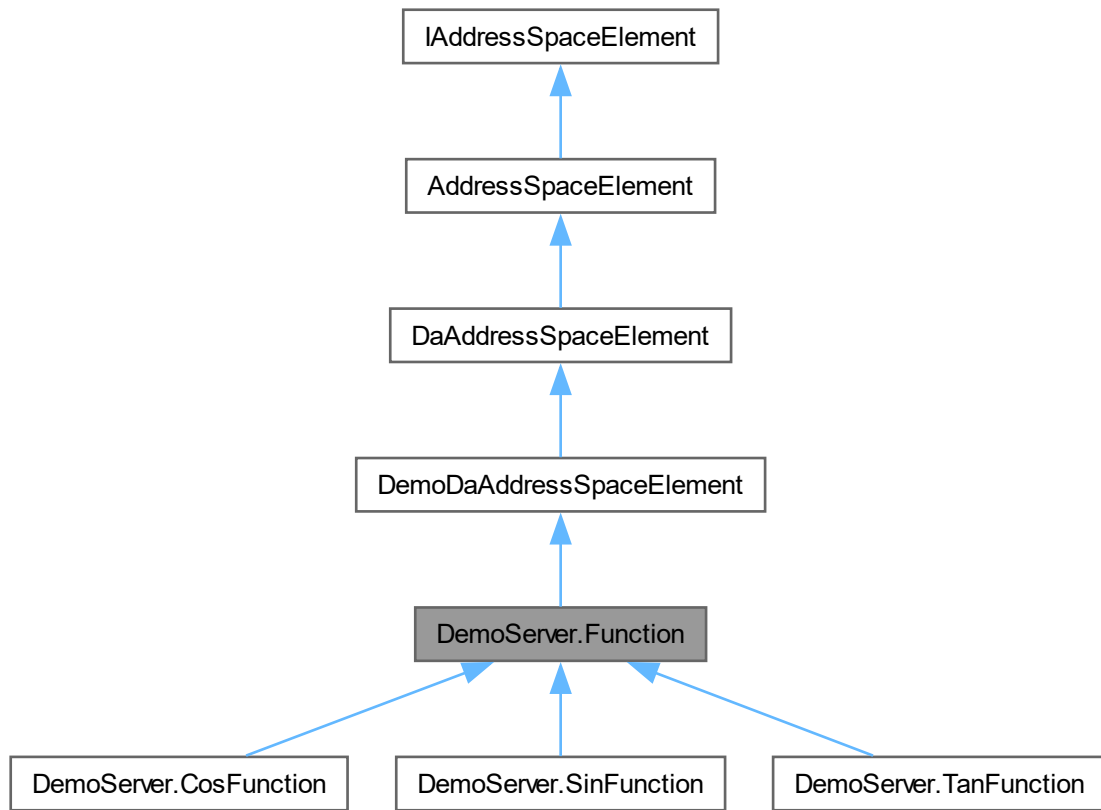 IAddressSpaceElement
AddressSpaceElement
DaAddressSpaceElement
DemoDaAddressSpaceElement
DemoServer.Function
DemoServer.CosFunction
DemoServer.SinFunction
DemoServer.TanFunction